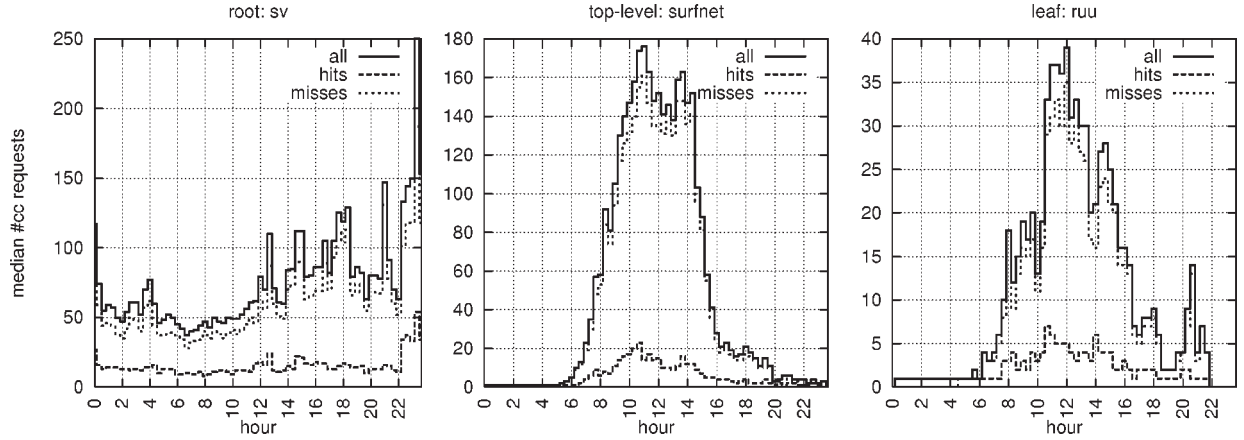 root: sv
median #cc requests
250
200
150
100
50
0
all
hits
misses
0 2 4 6 8 10 12 14 16 18 20 22
hour
top-level: surfnet
180
160
140
120
100
80
60
40
20
0
all
hits
misses
0 2 4 6 8 10 12 14 16 18 20 22
hour
leaf: ruu
40
35
30
25
20
15
10
5
0
all
hits
misses
0 2 4 6 8 10 12 14 16 18 20 22
hour